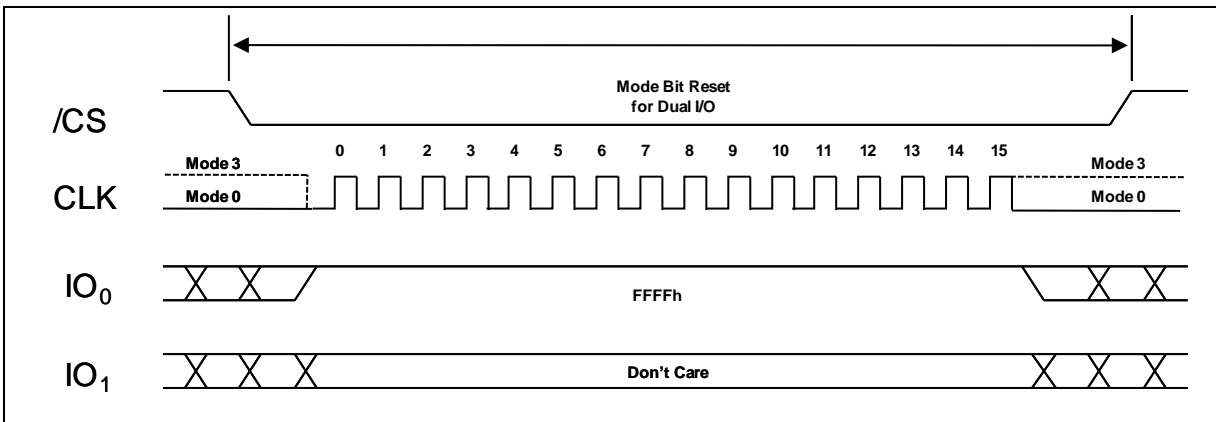 Mode Bit Reset
for Dual I/O
/CS
0 1 2 3 4 5 6 7 8 9 10 11 12 13 14 15
Mode 3 Mode 3
CLK Mode 0 Mode 0
IO0 FFFFh
IO1 Don't Care